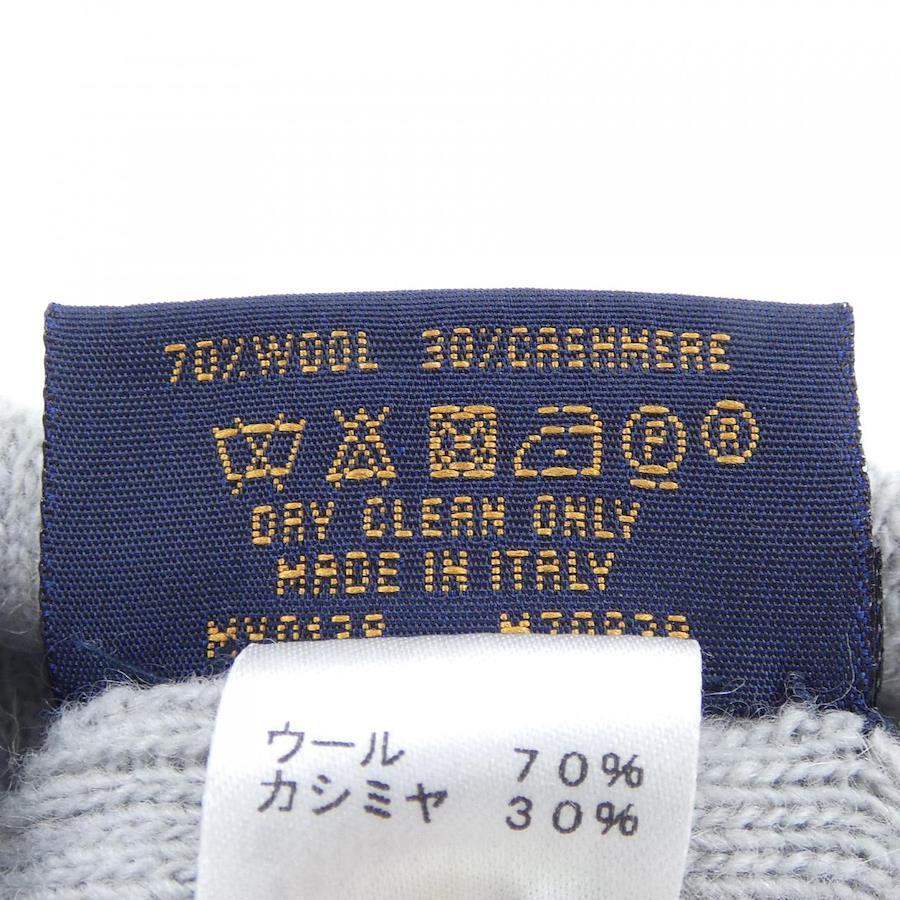 70%WOOL 30%CASHMERE
F R
DRY CLEAN ONLY
MADE IN ITALY
ウール 70%
カシミヤ 30%